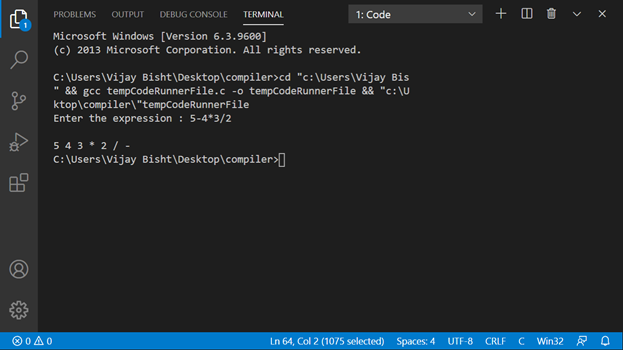 PROBLEMS OUTPUT DEBUG CONSOLE TERMINAL 1: Code
1
Microsoft Windows [Version 6.3.9600]
(c) 2013 Microsoft Corporation. All rights reserved.
C:\Users\Vijay Bisht\Desktop\compiler>cd "c:\Users\Vijay Bis
" && gcc tempCodeRunnerFile.c -o tempCodeRunnerFile && "c:\U
ktop\compiler\"tempCodeRunnerFile
Enter the expression : 5-4*3/2
5 4 3 * 2 / -
C:\Users\Vijay Bisht\Desktop\compiler>
0 0 Ln 64, Col 2 (1075 selected) Spaces: 4 UTF-8 CRLF C Win32